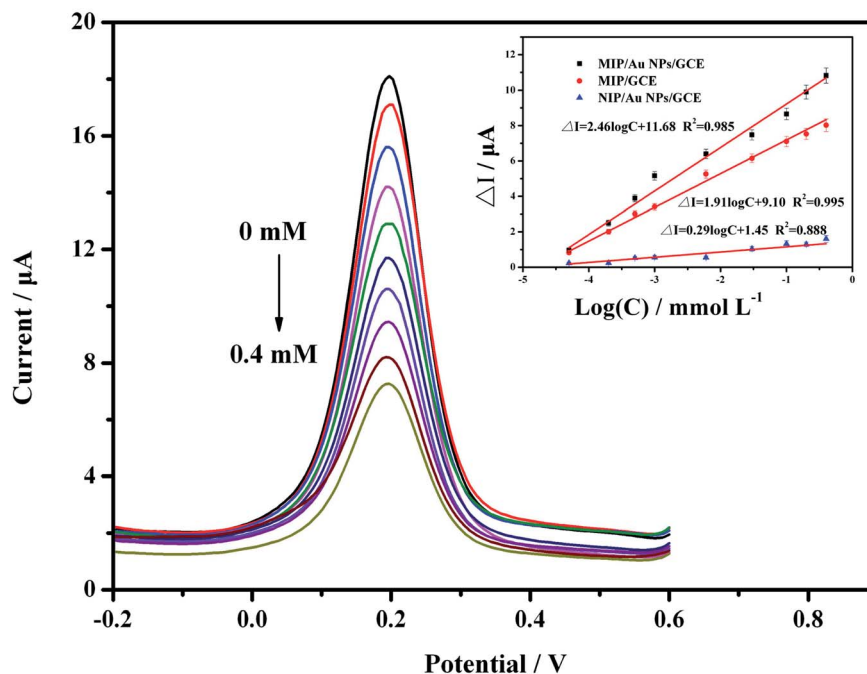 20
16
12
8
4
0
Current / µA
-0.2
0.0
0.2
0.4
0.6
0.8
Potential / V
0 mM
0.4 mM
MIP/Au NPs/GCE
MIP/GCE
NIP/Au NPs/GCE
△I=2.46logC+11.68 R²=0.985
△I=1.91logC+9.10 R²=0.995
△I=0.29logC+1.45 R²=0.888
△I / µA
10
8
6
4
2
0
-5
-4
-3
-2
-1
0
Log(C) / mmol L⁻¹